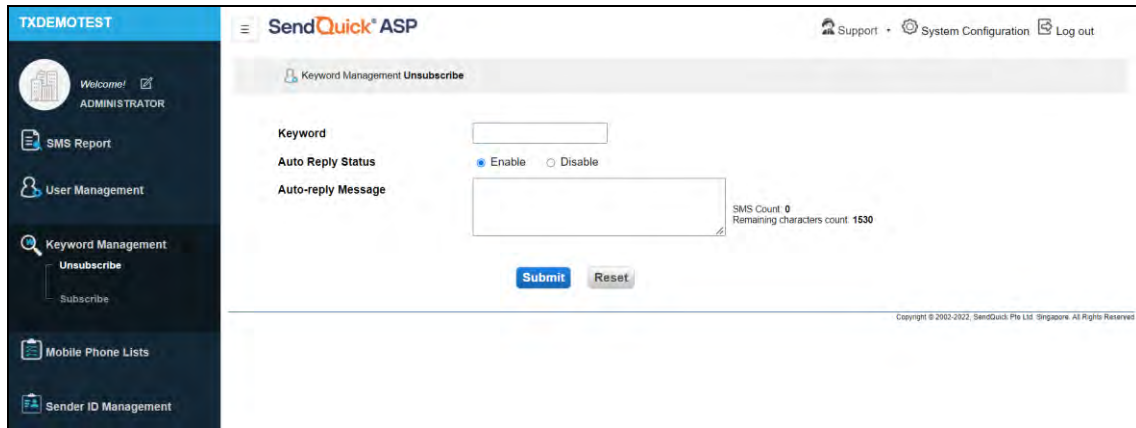 TXDEMOTEST
SendQuick® ASP
Support
System Configuration
Log out
Welcome!
ADMINISTRATOR
SMS Report
User Management
Keyword Management
Unsubscribe
Subscribe
Mobile Phone Lists
Sender ID Management
Keyword Management Unsubscribe
Keyword
Auto Reply Status
Enable
Disable
Auto-reply Message
SMS Count: 0
Remaining characters count: 1530
Submit
Reset
Copyright © 2002-2022, SendQuick Pte Ltd. Singapore. All Rights Reserved